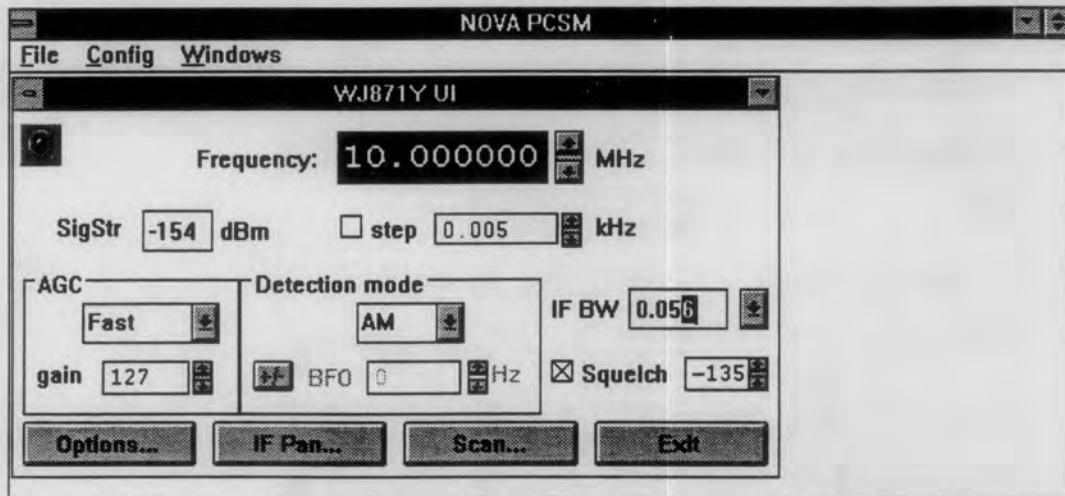 NOVA PCSM
File Config Windows
WJ871Y UI
Frequency: 10.000000 MHz
SigStr -154 dBm step 0.005 kHz
AGC Detection mode
Fast AM IF BW 0.056
gain 127 +/- BFO 0 Hz Squelch -135
Options... IF Pan... Scan... Exit